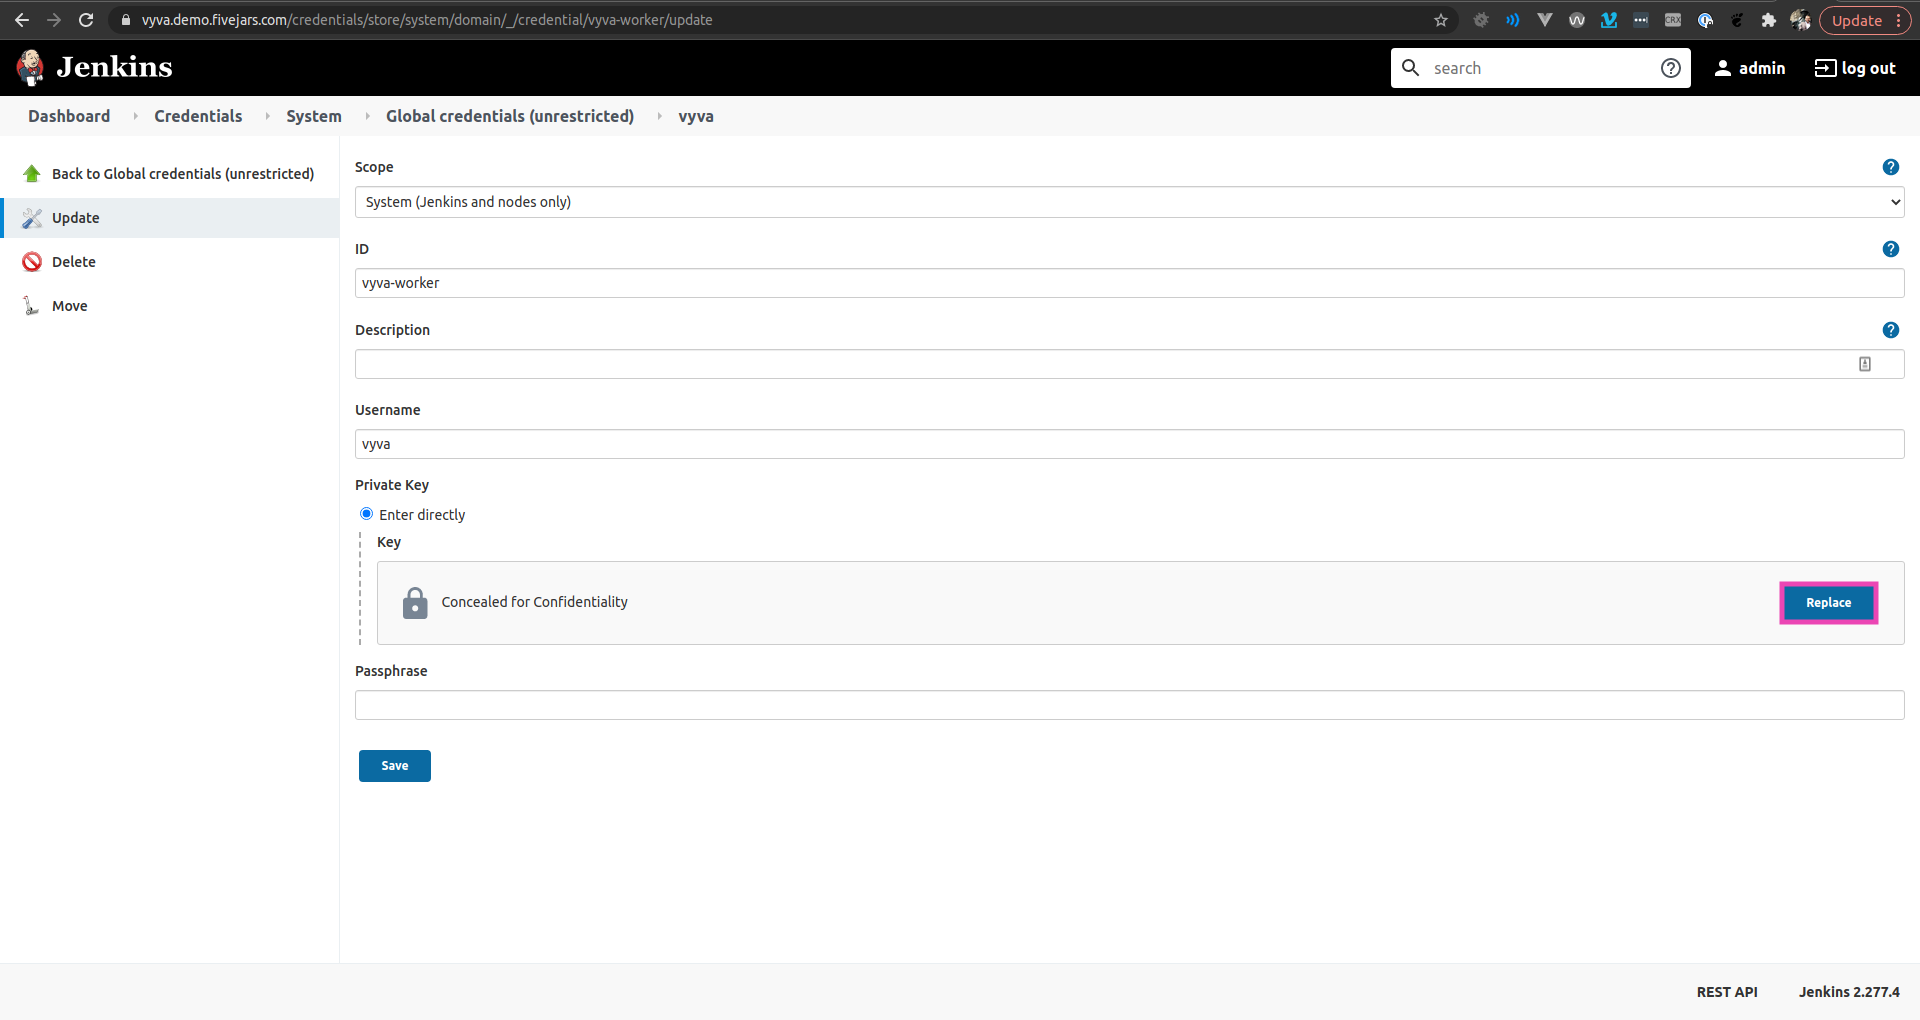 vyva.demo.fivejars.com/credentials/store/system/domain/_/credential/vyva-worker/update
CRX
Update
Jenkins
search
admin
log out
Dashboard
Credentials
System
Global credentials (unrestricted)
vyva
Back to Global credentials (unrestricted)
Update
Delete
Move
Scope
System (Jenkins and nodes only)
ID
vyva-worker
Description
Username
vyva
Private Key
Enter directly
Key
Concealed for Confidentiality
Replace
Passphrase
Save
REST API
Jenkins 2.277.4